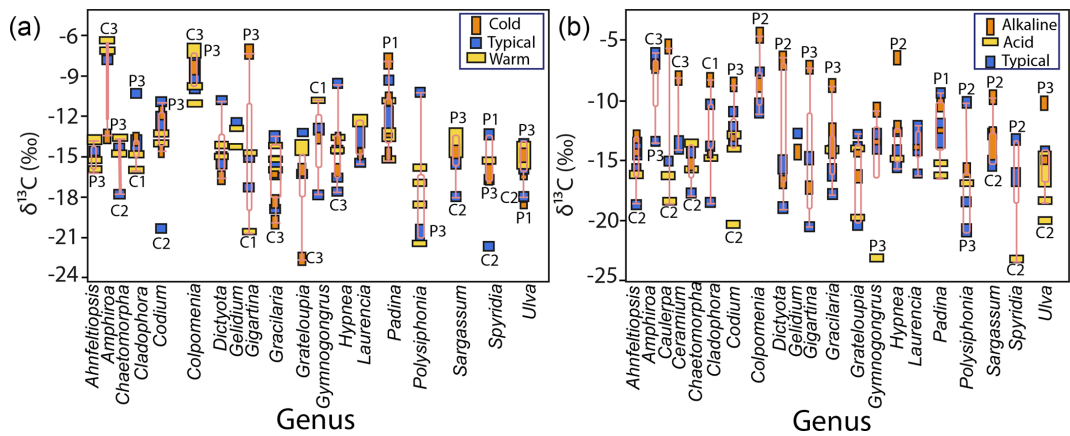 (a)
δ13C (‰)
-6
-9
-12
-15
-18
-21
-24
Cold
Typical
Warm
C3
P3
P3
C2
P3
C1
P3
C2
C3
P3
P3
C1
C3
C3
C1
C3
P1
P3
C2
P1
P3
C2
P3
C2
P1
Ahnfeltiopsis
Amphiroa
Chaetomorpha
Cladophora
Codium
Colpomenia
Dictyota
Gelidium
Gigartina
Gracilaria
Grateloupia
Gymnogongrus
Hypnea
Laurencia
Padina
Polysiphonia
Sargassum
Spyridia
Ulva
Genus
(b)
δ13C (‰)
-5
-10
-15
-20
-25
Alkaline
Acid
Typical
C2
C3
P3
C2
C3
C2
C1
P3
C2
P2
P2
P3
P3
P3
P2
P1
P2
P3
P2
P2
C2
P2
C2
Ahnfeltiopsis
Amphiroa
Caulerpa
Ceramium
Chaetomorpha
Cladophora
Codium
Colpomenia
Dictyota
Gelidium
Gigartina
Gracilaria
Grateloupia
Gymnogongrus
Hypnea
Laurencia
Padina
Polysiphonia
Sargassum
Spyridia
Ulva
Genus